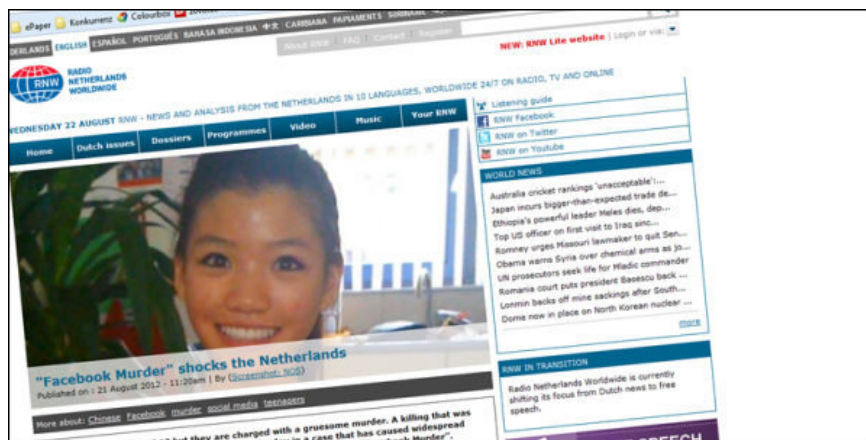 ePaper Konkurrenz Colourbox
ENGLISH ESPAÑOL PORTUGUÊS BAHASA INDONESIA 中文 CARIBIANA PAPIAMENTS
About RNW FAQ Contact Register
NEW: RNW Lite website | Login or via:
RNW
RADIO
NETHERLANDS
WORLDWIDE
WEDNESDAY 22 AUGUST RNW - NEWS AND ANALYSIS FROM THE NETHERLANDS IN 10 LANGUAGES, WORLDWIDE 24/7 ON RADIO, TV AND ONLINE
Home Dutch issues Dossiers Programmes Video Music Your RNW
"Facebook Murder" shocks the Netherlands
Published on : 21 August 2012 - 11:20am | By (Screenshot: NOS)
More about: Chinese Facebook murder social media teenagers
but they are charged with a gruesome murder. A killing that was
in a case that has caused widespread
Murder".
Listening guide
RNW Facebook
RNW on Twitter
RNW on Youtube
WORLD NEWS
Australia cricket rankings 'unacceptable':...
Japan incurs bigger-than-expected trade de...
Ethiopia's powerful leader Meles dies, dep...
Top US officer on first visit to Iraq sinc...
Romney urges Missouri lawmaker to quit Sen...
Obama warns Syria over chemical arms as jo...
UN prosecutors seek life for Mladic commander
Romania court puts president Basescu back ...
Lonmin backs off mine sackings after South...
Dome now in place on North Korean nuclear ...
more
RNW IN TRANSITION
Radio Netherlands Worldwide is currently
shifting its focus from Dutch news to free
speech.
SPEECH